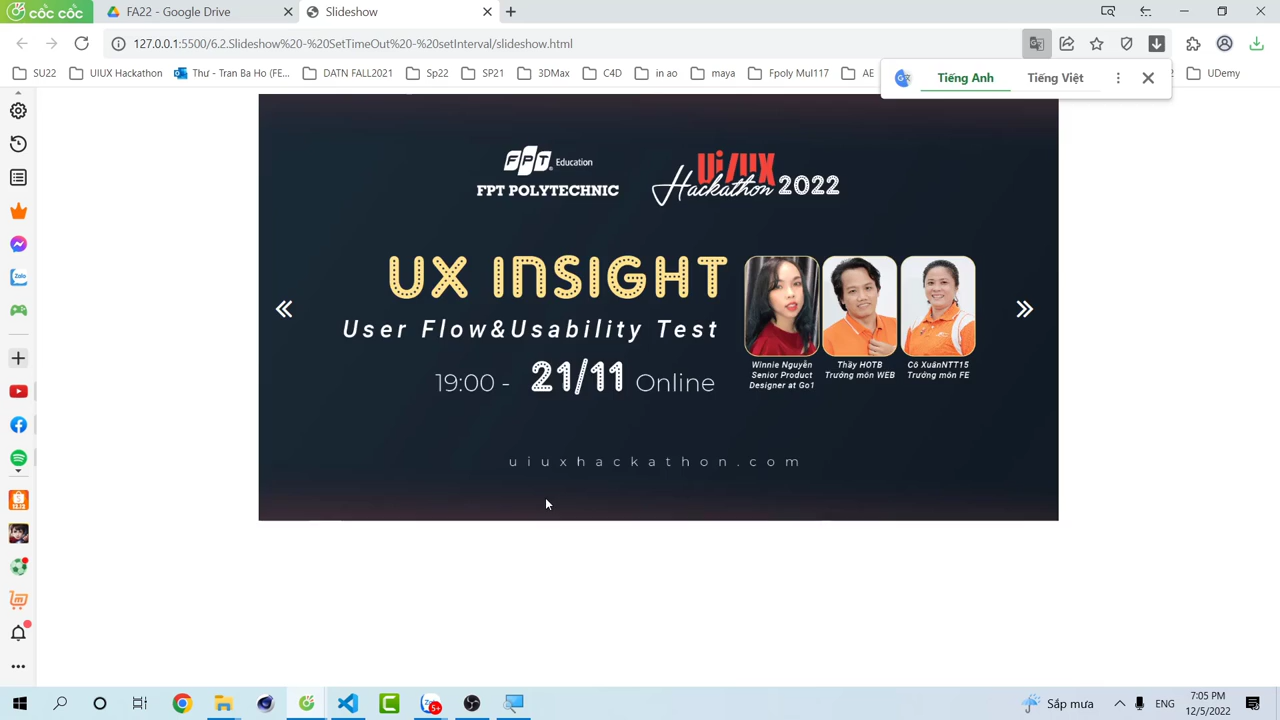 cốc cốc
FA22 - Google Drive
Slideshow
127.0.0.1:5500/6.2.Slideshow%20-%20SetTimeOut%20-%20setInterval/slideshow.html
SU22
UIUX Hackathon
Thư - Tran Ba Ho (FE...
DATN FALL2021
Sp22
SP21
3DMax
C4D
in ao
maya
Fpoly Mul117
AE
UDemy
Tiếng Anh
Tiếng Việt
FPT Education
FPT POLYTECHNIC
Ui/UX
Hackathon 2022
UX INSIGHT
User Flow&Usability Test
19:00 - 21/11 Online
Winnie Nguyễn
Senior Product
Designer at Go1
Thầy HOTB
Trưởng môn WEB
Cô XuânNTT15
Trưởng môn FE
uiuxhackathon.com
Zalo
12.12
5+
Sắp mưa
ENG
7:05 PM
12/5/2022